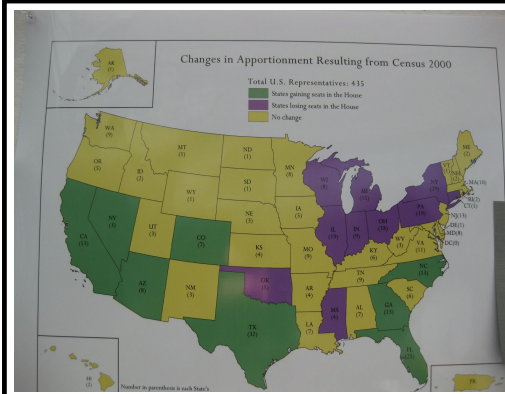 Changes in Apportionment Resulting from Census 2000
Total U.S. Representatives: 435
States gaining seats in the House
States losing seats in the House
No change
AK
(1)
WA
(9)
MT
(1)
ND
(1)
MN
(8)
ME
(2)
OR
(5)
ID
(2)
SD
(1)
WI
(8)
MI
(15)
NY
(29)
MA(10)
WY
(1)
RI(2)
CT(5)
NV
(3)
NE
(3)
IA
(5)
PA
(19)
NJ(13)
CA
(53)
UT
(3)
CO
(7)
IL
(19)
IN
(9)
OH
(18)
DE(1)
MD(8)
DC(0)
KS
(4)
MO
(9)
KY
(6)
WV
(3)
VA
(11)
AZ
(8)
NM
(3)
OK
AR
(4)
TN
(9)
NC
(13)
SC
(6)
TX
(32)
LA
(7)
MS
(4)
AL
(7)
GA
(13)
FL
(25)
HI
(2)
PR
Number in parenthesis is each State's